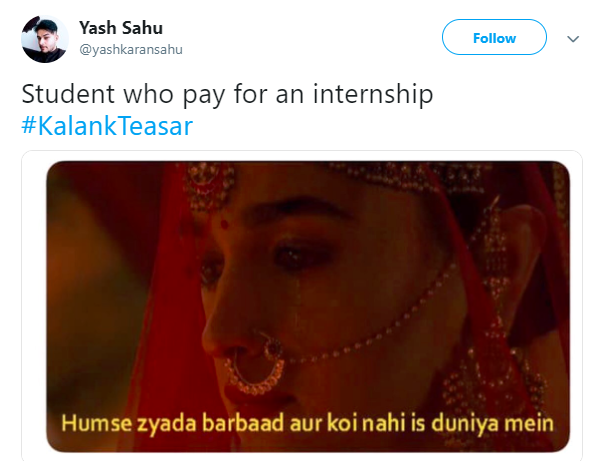 Yash Sahu
@yashkaransahu
Follow
Student who pay for an internship
#KalankTeasar
Humse zyada barbaad aur koi nahi is duniya mein